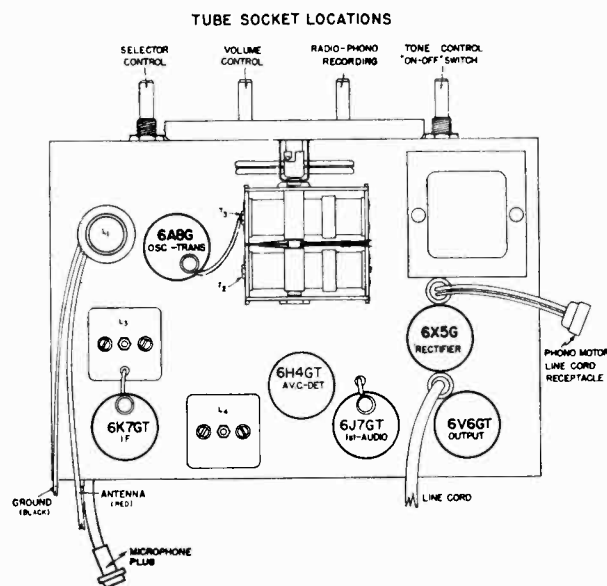 TUBE SOCKET LOCATIONS
SELECTOR
CONTROL
VOLUME
CONTROL
RADIO-PHONO
RECORDING
TONE CONTROL
"ON-OFF" SWITCH
L1
6A8G
OSC-TRANS
T3
T2
L3
6K7GT
IF
L4
6H4GT
A.V.C-DET
6J7GT
1st-AUDIO
6X5G
RECTIFIER
6V6GT
OUTPUT
PHONO MOTOR
LINE CORD
RECEPTACLE
GROUND
(BLACK)
ANTENNA
(RED)
LINE CORD
MICROPHONE
PLUG